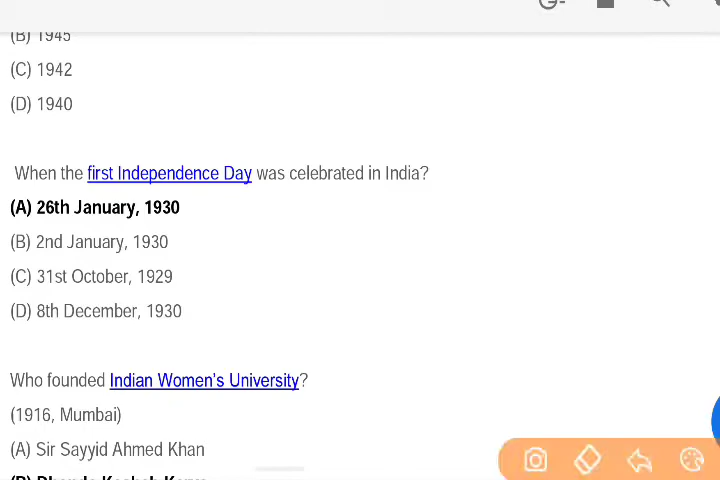 (B) 1945
(C) 1942
(D) 1940
When the first Independence Day was celebrated in India?
(A) 26th January, 1930
(B) 2nd January, 1930
(C) 31st October, 1929
(D) 8th December, 1930
Who founded Indian Women's University?
(1916, Mumbai)
(A) Sir Sayyid Ahmed Khan